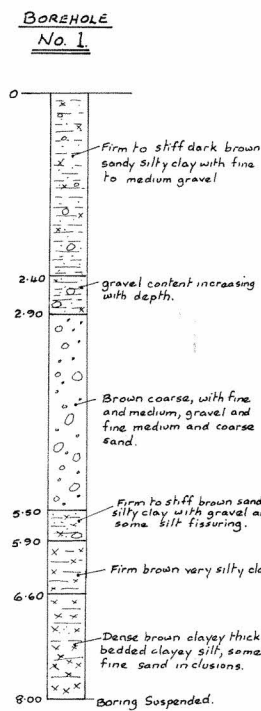 BOREHOLE
No. 1.
0
Firm to stiff dark brown
sandy silty clay with fine
to medium gravel
2.40
gravel content increasing
with depth.
2.90
Brown coarse, with fine
and medium, gravel and
fine medium and coarse
sand.
5.50
Firm to stiff brown sand
silty clay with gravel a
some silt fissuring.
5.90
Firm brown very silty cla
6.60
Dense brown clayey thick
bedded clayey silt, some
fine sand inclusions.
8.00
Boring Suspended.